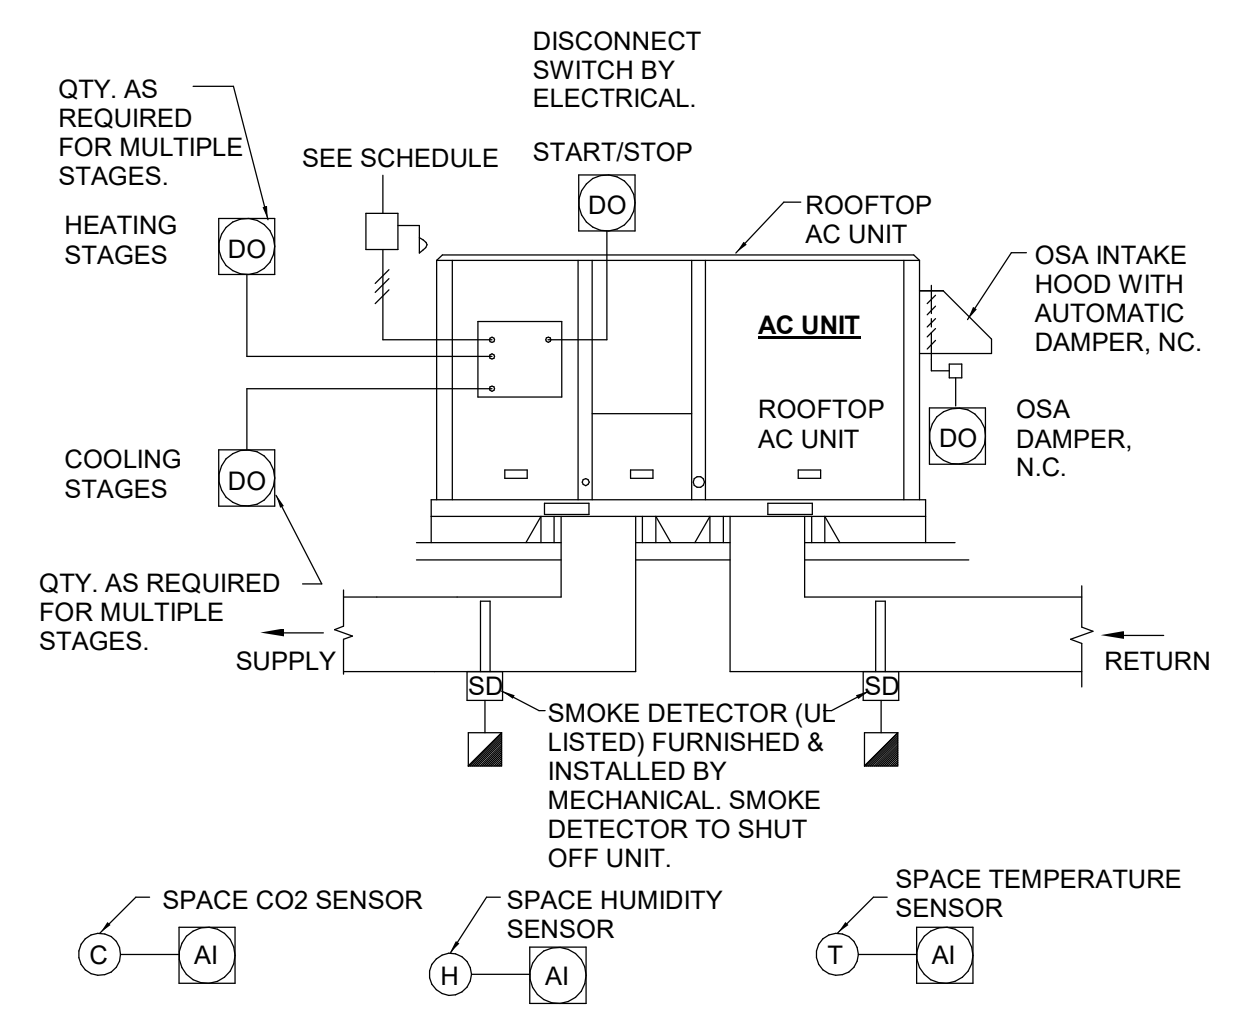 DISCONNECT
SWITCH BY
ELECTRICAL.
QTY. AS
REQUIRED
FOR MULTIPLE
STAGES.
SEE SCHEDULE
START/STOP
DO
ROOFTOP
AC UNIT
HEATING
STAGES
DO
OSA INTAKE
HOOD WITH
AUTOMATIC
DAMPER, NC.
AC UNIT
ROOFTOP
AC UNIT
DO
OSA
DAMPER,
N.C.
COOLING
STAGES
DO
QTY. AS REQUIRED
FOR MULTIPLE
STAGES.
SUPPLY
RETURN
SD
SD
SMOKE DETECTOR (UL
LISTED) FURNISHED &
INSTALLED BY
MECHANICAL. SMOKE
DETECTOR TO SHUT
OFF UNIT.
SPACE CO2 SENSOR
C
AI
SPACE HUMIDITY
SENSOR
H
AI
SPACE TEMPERATURE
SENSOR
T
AI